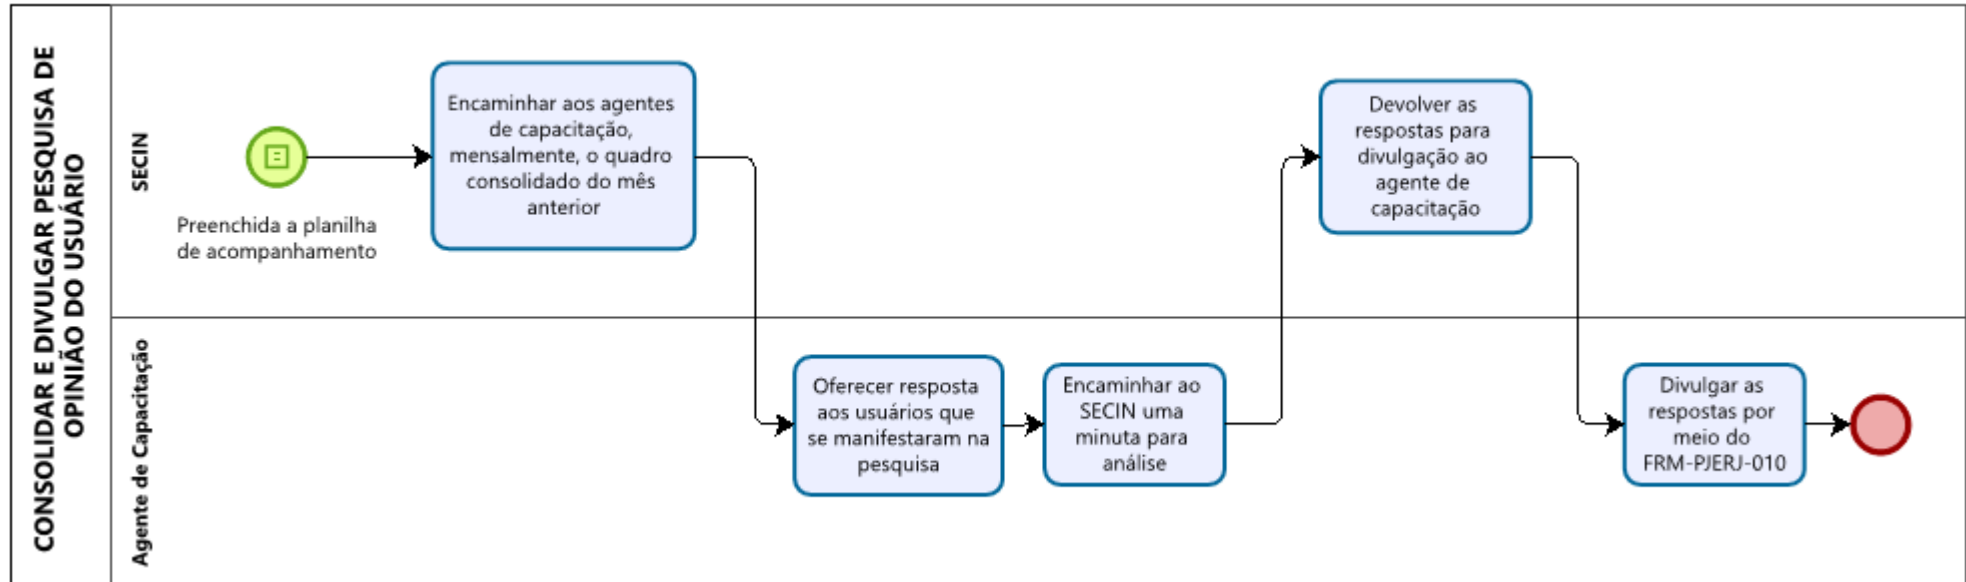 CONSOLIDAR E DIVULGAR PESQUISA DE
OPINIÃO DO USUÁRIO
SECIN
Preenchida a planilha
de acompanhamento
Encaminhar aos agentes
de capacitação,
mensalmente, o quadro
consolidado do mês
anterior
Devolver as
respostas para
divulgação ao
agente de
capacitação
Agente de Capacitação
Oferecer resposta
aos usuários que
se manifestaram na
pesquisa
Encaminhar ao
SECIN uma
minuta para
análise
Divulgar as
respostas por
meio do
FRM-PJERJ-010